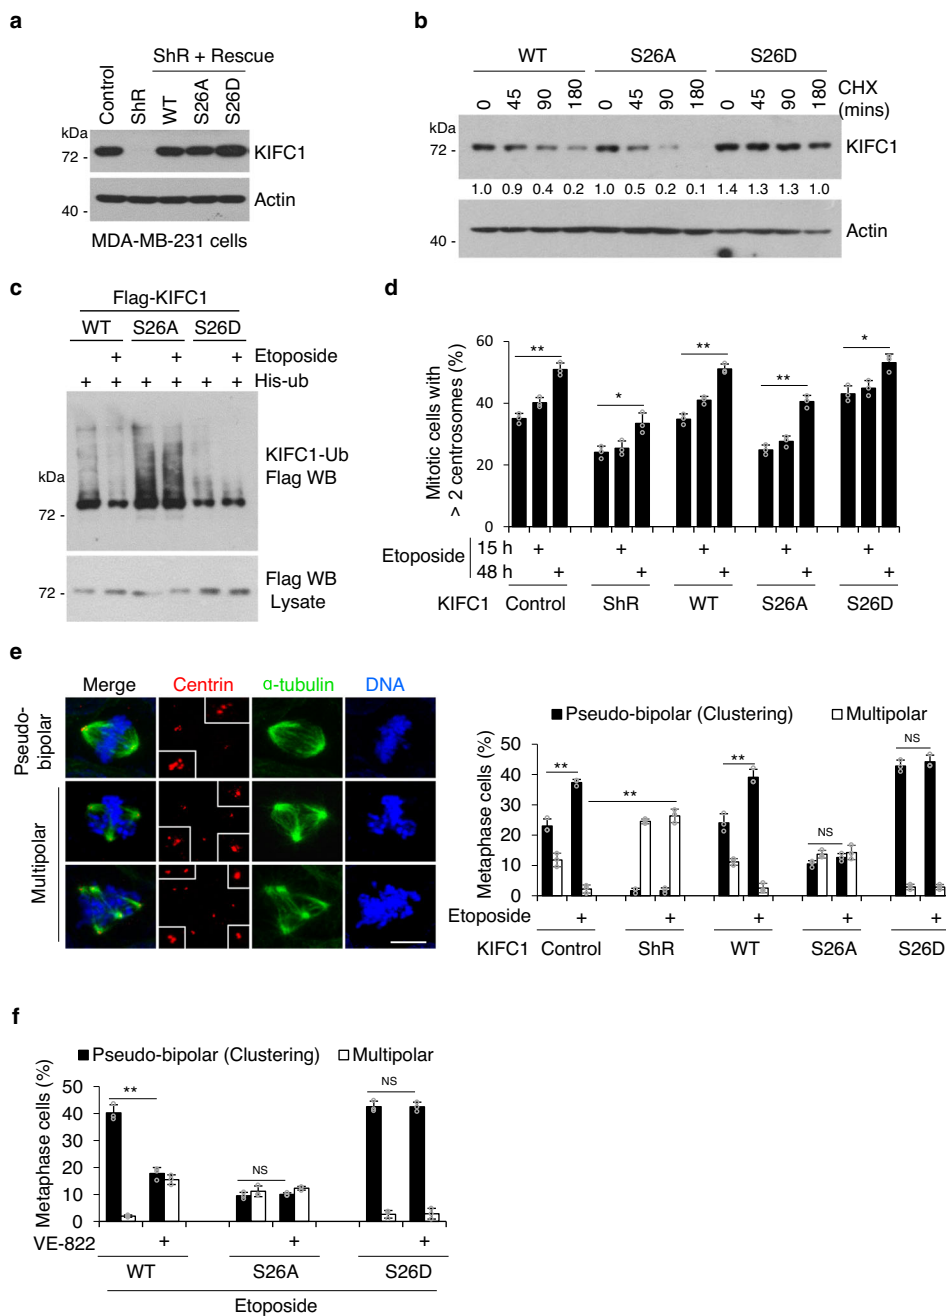 a
ShR + Rescue
Control
ShR
WT
S26A
S26D
kDa
72 -
KIFC1
Actin
40 -
MDA-MB-231 cells
b
WT S26A S26D
0 45 90 180 0 45 90 180 0 45 90 180
CHX
(mins)
kDa
72 -
KIFC1
1.0 0.9 0.4 0.2 1.0 0.5 0.2 0.1 1.4 1.3 1.3 1.0
Actin
40 -
c
Flag-KIFC1
WT S26A S26D
+ + + Etoposide
+ + + + + + His-ub
KIFC1-Ub
Flag WB
kDa
72 -
72 -
Flag WB
Lysate
d
Mitotic cells with
> 2 centrosomes (%)
60
40
20
0
** * ** ** *
Etoposide
15 h + + + + +
48 h + + + + +
KIFC1 Control ShR WT S26A S26D
e
Merge Centrin α-tubulin DNA
Pseudo-
bipolar
Multipolar
Pseudo-bipolar (Clustering) Multipolar
Metaphase cells (%)
50
40
30
20
10
0
** ** ** NS NS
Etoposide + + + + +
KIFC1 Control ShR WT S26A S26D
f
Pseudo-bipolar (Clustering) Multipolar
Metaphase cells (%)
50
40
30
20
10
0
** NS NS
VE-822 + + +
WT S26A S26D
Etoposide